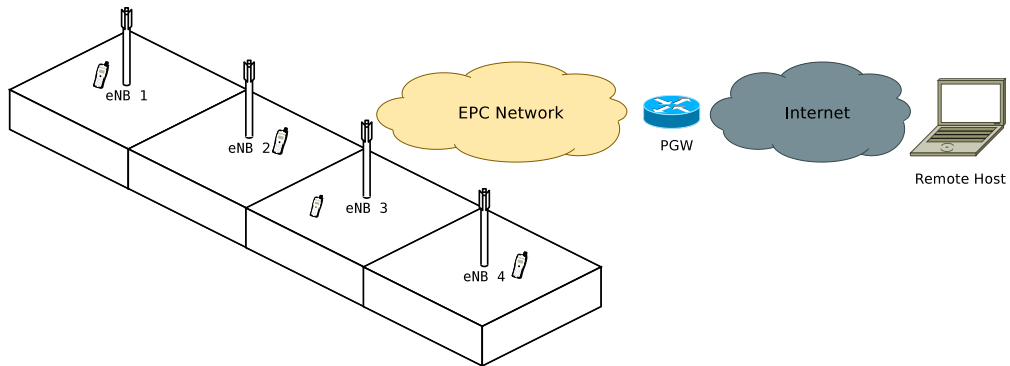 eNB 1
eNB 2
eNB 3
eNB 4
EPC Network
PGW
Internet
Remote Host